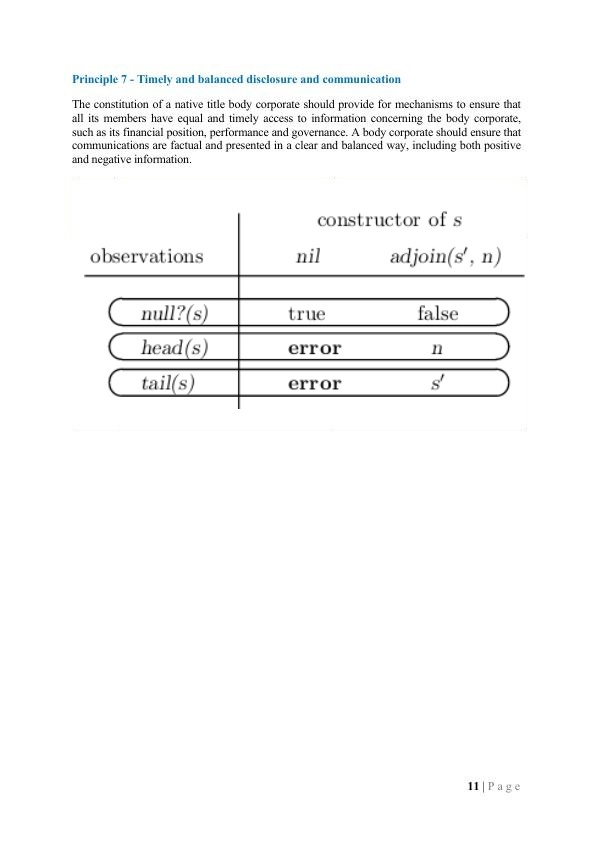 Principle 7 - Timely and balanced disclosure and communication
The constitution of a native title body corporate should provide for mechanisms to ensure that
all its members have equal and timely access to information concerning the body corporate,
such as its financial position, performance and governance. A body corporate should ensure that
communications are factual and presented in a clear and balanced way, including both positive
and negative information.
constructor of s
observations nil adjoin(s′, n)
null?(s) true false
head(s) error n
tail(s) error s′
11 | P a g e